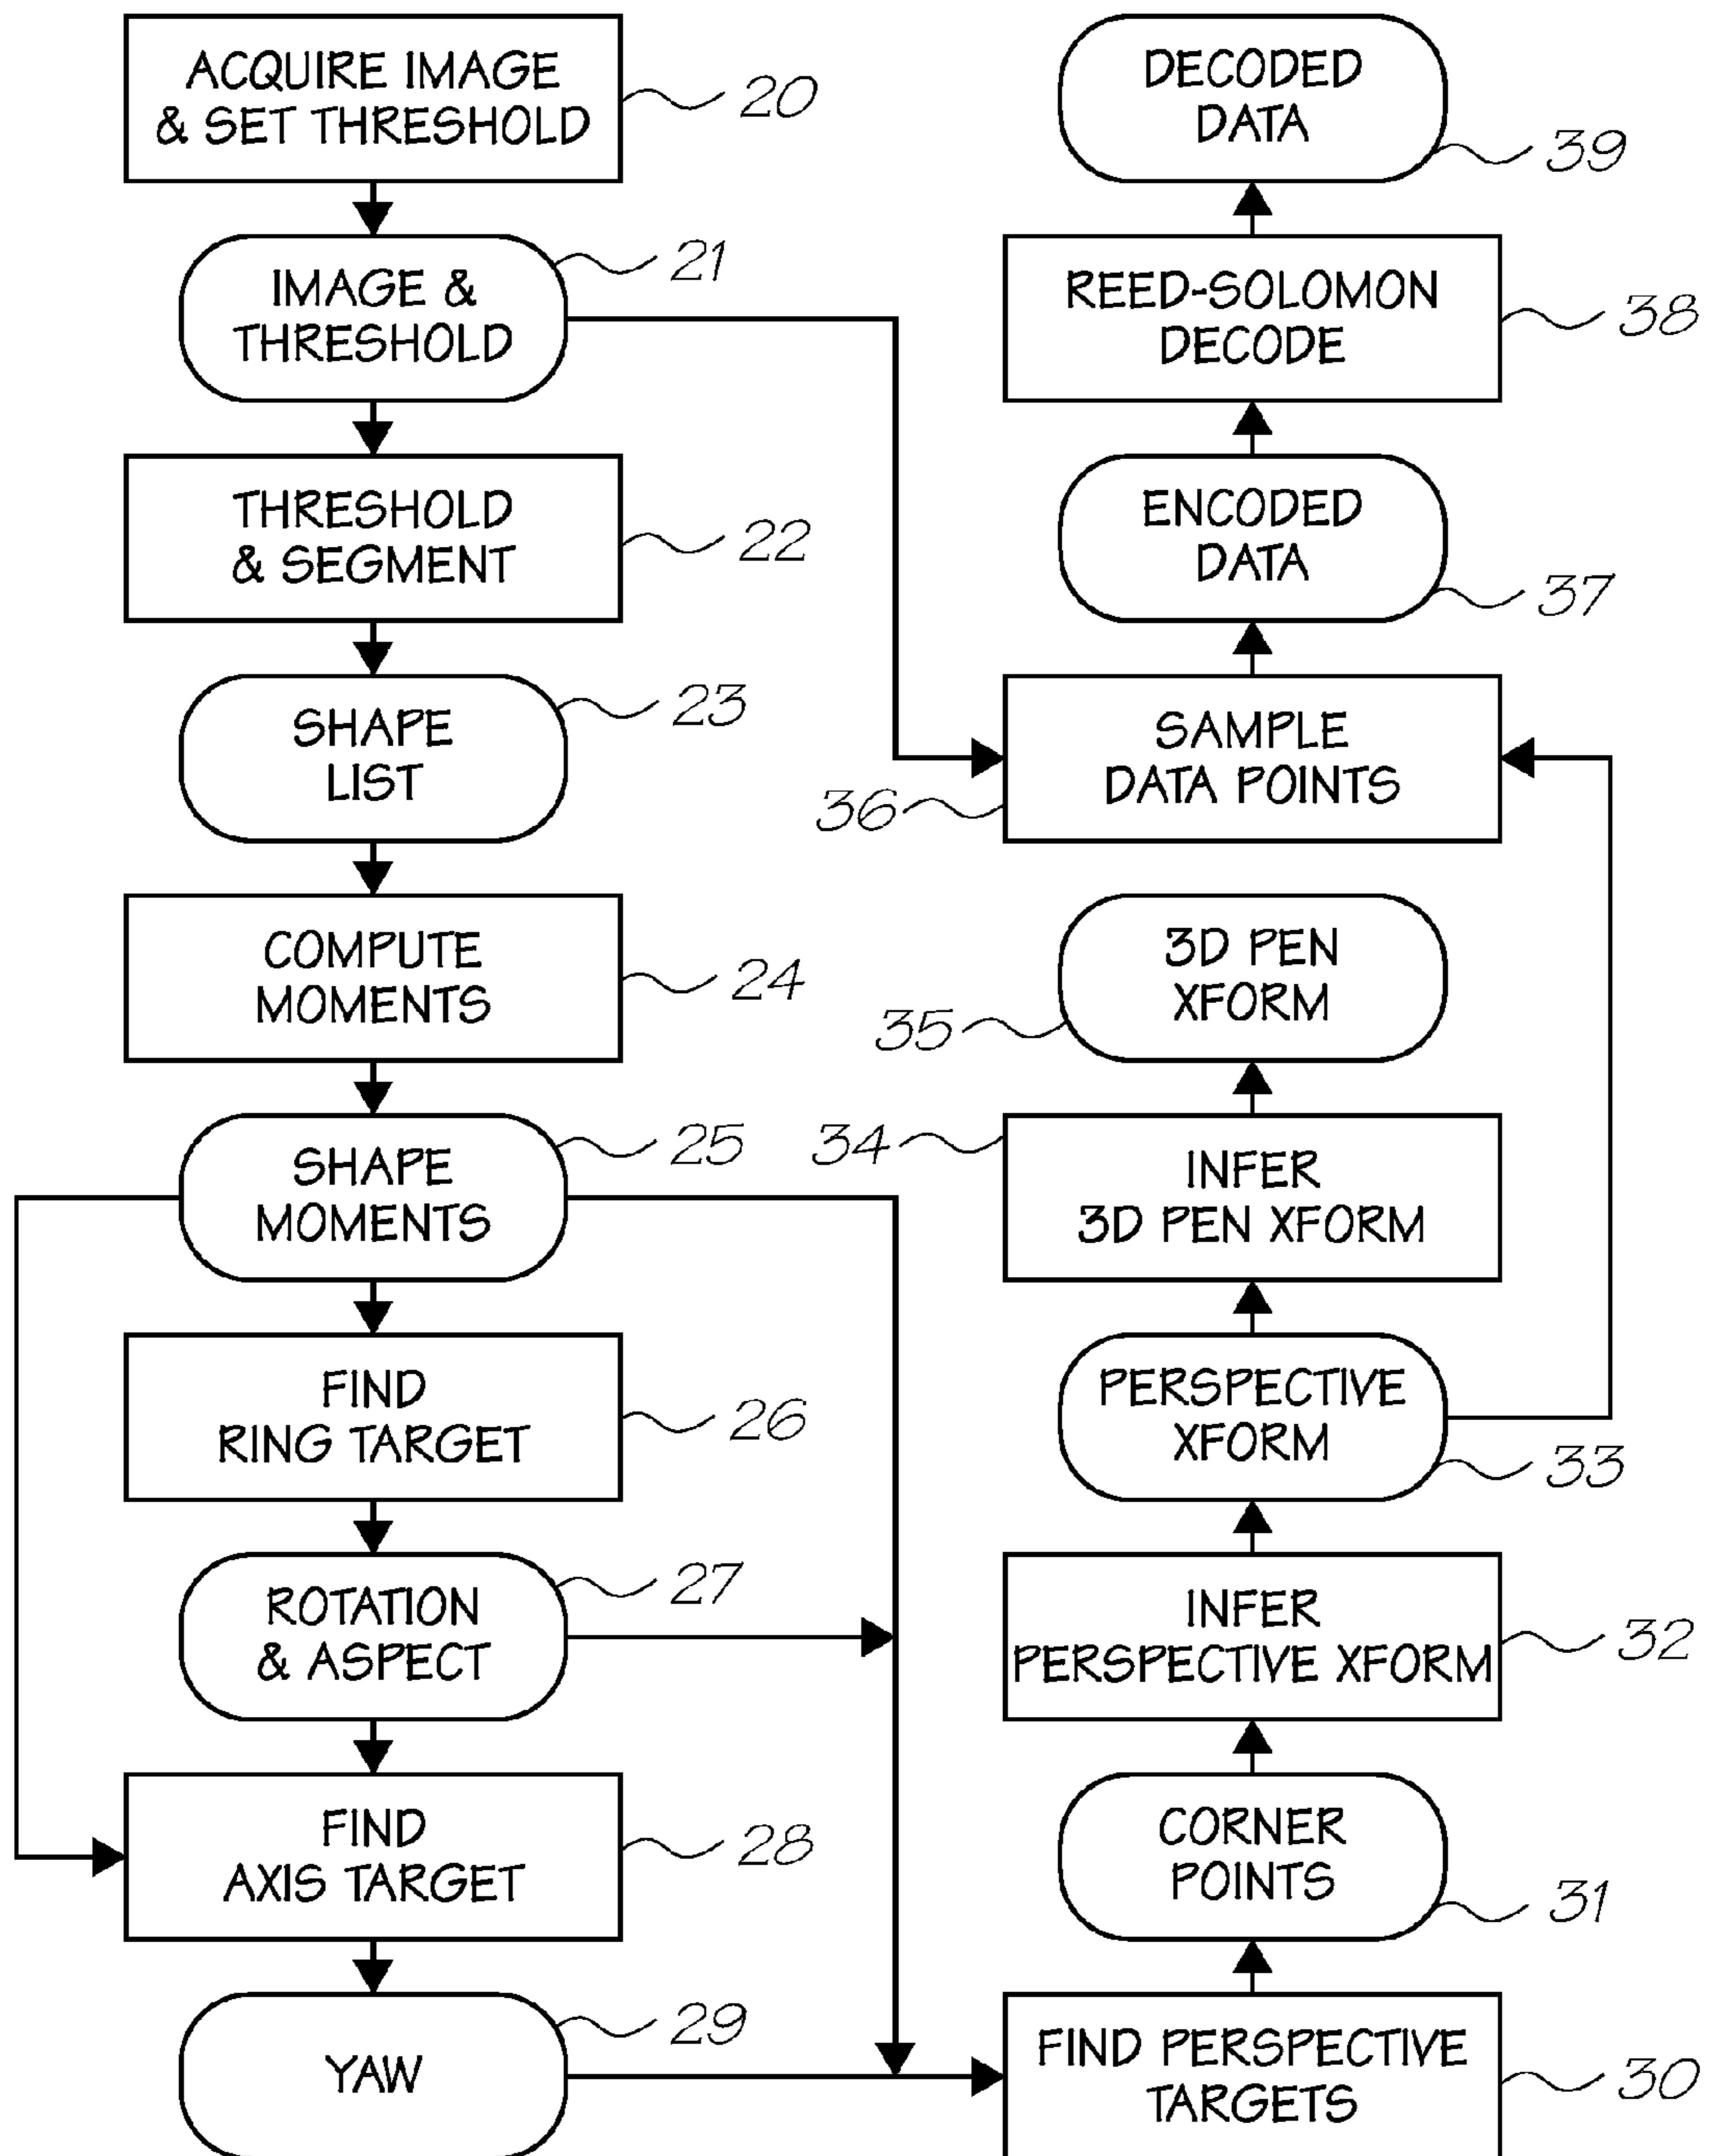 ACQUIRE IMAGE
& SET THRESHOLD
20
IMAGE &
THRESHOLD
21
THRESHOLD
& SEGMENT
22
SHAPE
LIST
23
COMPUTE
MOMENTS
24
SHAPE
MOMENTS
25
FIND
RING TARGET
26
ROTATION
& ASPECT
27
FIND
AXIS TARGET
28
YAW
29
DECODED
DATA
39
REED-SOLOMON
DECODE
38
ENCODED
DATA
37
SAMPLE
DATA POINTS
36
3D PEN
XFORM
35
34
INFER
3D PEN XFORM
PERSPECTIVE
XFORM
33
INFER
PERSPECTIVE XFORM
32
CORNER
POINTS
31
FIND PERSPECTIVE
TARGETS
30